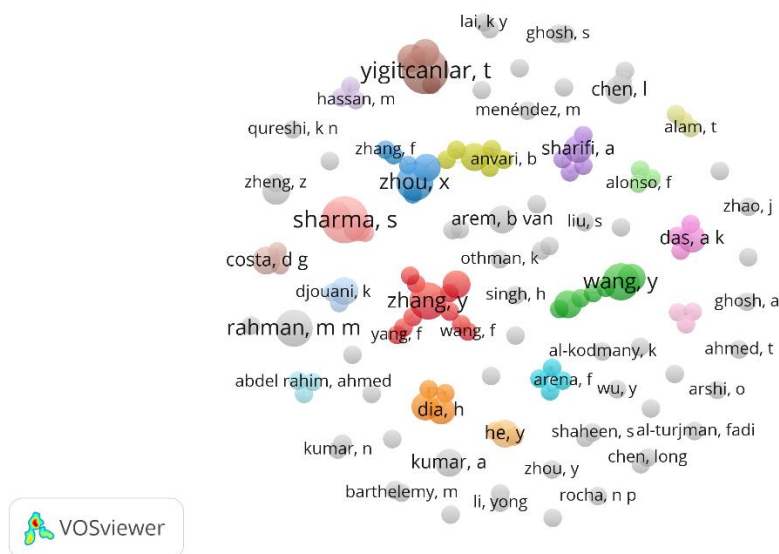 lai, k y
ghosh, s
yigitcanlar, t
hassan, m
chen, l
menéndez, m
qureshi, k n
alam, t
zhang, f
anvari, b
sharifi, a
zheng, z
zhou, x
alonso, f
zhao, j
sharma, s
arem, b van
liu, s
das, a k
costa, d g
othman, k
djouani, k
zhang, y
singh, h
wang, y
ghosh, a
rahman, m m
yang, f
wang, f
al-kodmany, k
ahmed, t
abdel rahim, ahmed
arena, f
wu, y
arshi, o
dia, h
he, y
shaheen, s
al-turjman, fadi
kumar, n
kumar, a
zhou, y
chen, long
barthelemy, m
li, yong
rocha, n p
VOSviewer